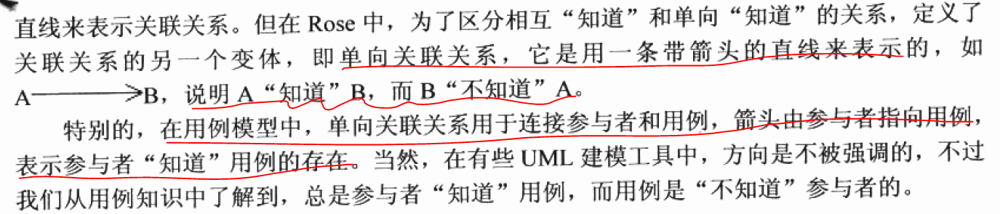 直线来表示关联关系。但在 Rose 中，为了区分相互“知道”和单向“知道”的关系，定义了
关联关系的另一个变体，即单向关联关系，它是用一条带箭头的直线来表示的，如
A B，说明 A“知道”B，而 B“不知道”A。
特别的，在用例模型中，单向关联关系用于连接参与者和用例，箭头由参与者指向用例，
表示参与者“知道”用例的存在。当然，在有些 UML 建模工具中，方向是不被强调的，不过
我们从用例知识中了解到，总是参与者“知道”用例，而用例是“不知道”参与者的。